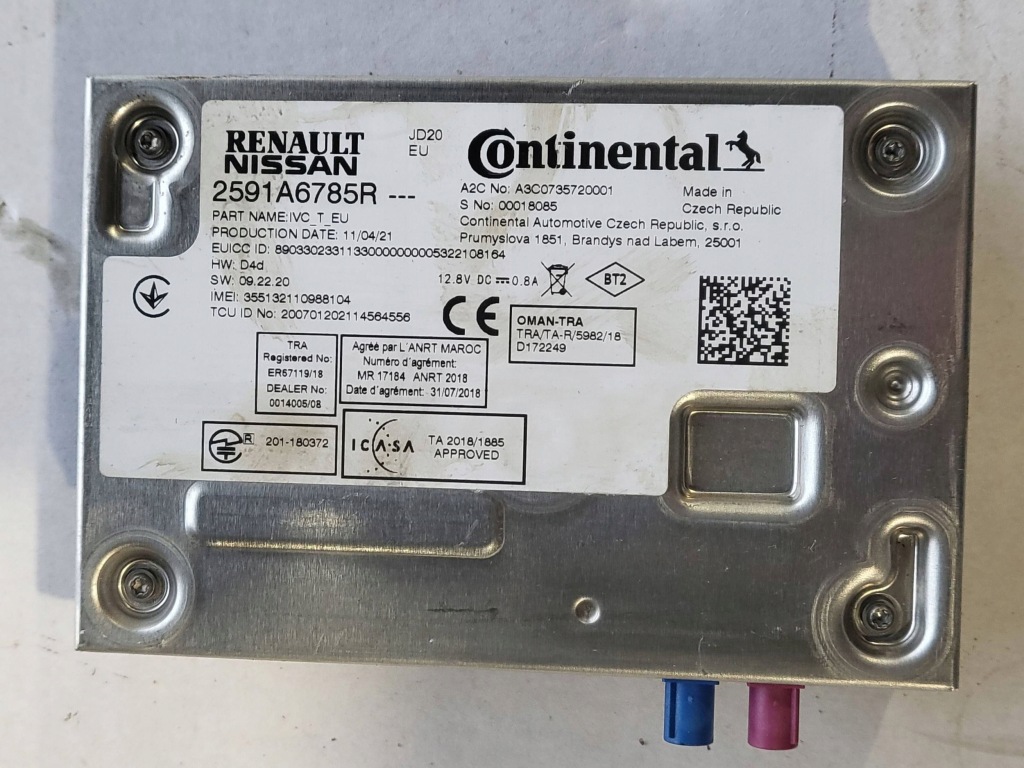 RENAULT
NISSAN
JD20
EU
Continental
2591A6785R ---
PART NAME:IVC_T_EU
PRODUCTION DATE: 11/04/21
EUICC ID: 89033023311330000000005322108164
HW: D4d
SW: 09.22.20
IMEI: 355132110988104
TCU ID No: 200701202114564556
A2C No: A3C0735720001
S No: 00018085
Made in
Czech Republic
Continental Automotive Czech Republic, s.r.o.
Prumyslova 1851, Brandys nad Labem, 25001
12.8V DC 0.8A
BT2
CE
OMAN-TRA
TRA/TA-R/5982/18
D172249
TRA
Registered No:
ER67119/18
DEALER No:
0014005/08
Agréé par L'ANRT MAROC
Numéro d'agrément:
MR 17184 ANRT 2018
Date d'agrément: 31/07/2018
R 201-180372
ICASA
TA 2018/1885
APPROVED